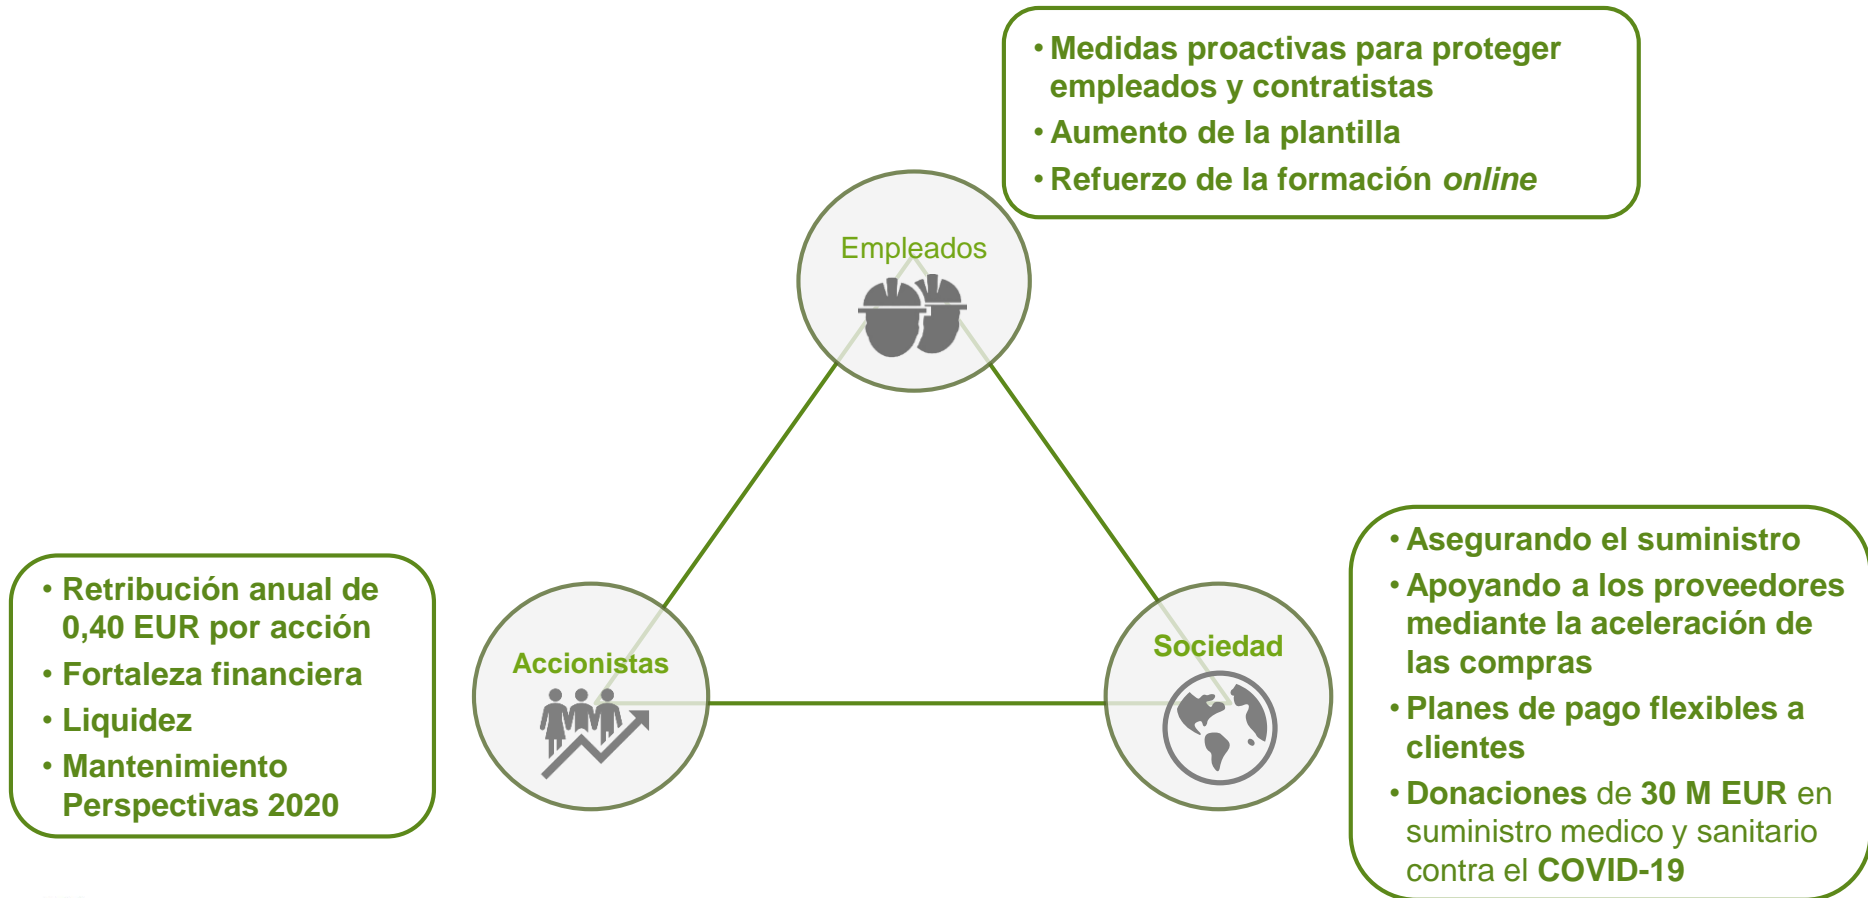 • Medidas proactivas para proteger
empleados y contratistas
• Aumento de la plantilla
• Refuerzo de la formación online
Empleados
Accionistas
• Retribución anual de
0,40 EUR por acción
• Fortaleza financiera
• Liquidez
• Mantenimiento
Perspectivas 2020
Sociedad
• Asegurando el suministro
• Apoyando a los proveedores
mediante la aceleración de
las compras
• Planes de pago flexibles a
clientes
• Donaciones de 30 M EUR en
suministro medico y sanitario
contra el COVID-19